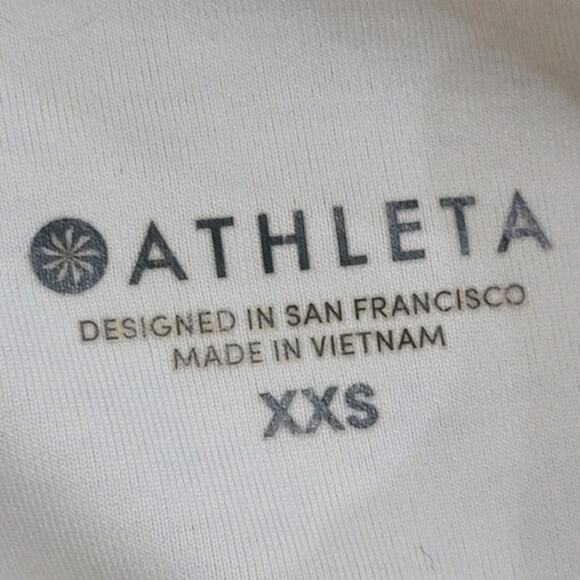 ATHLETA
DESIGNED IN SAN FRANCISCO
MADE IN VIETNAM
XXS